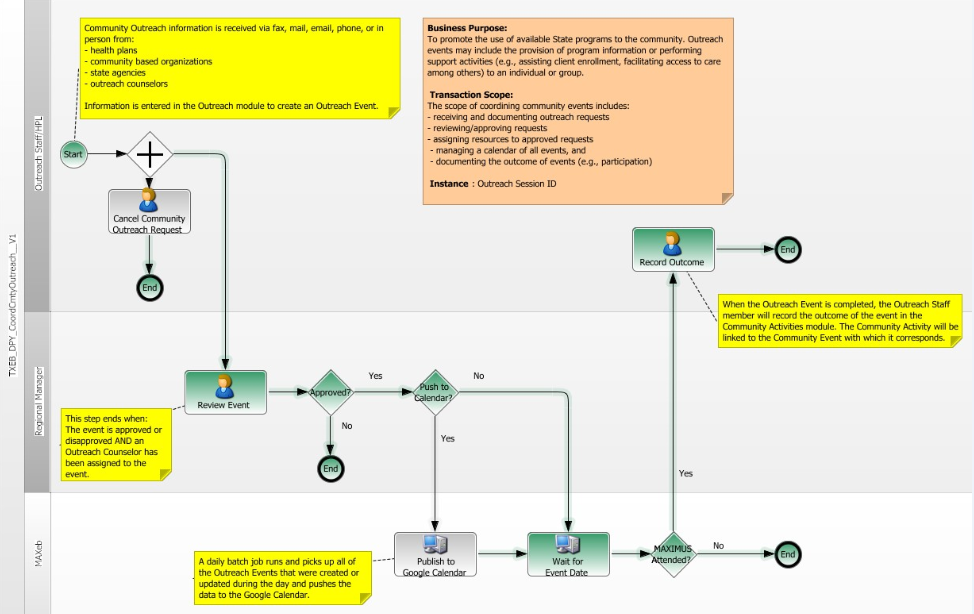 TXEB_DPY_CoordCmtyOutreach_V1
Outreach Staff/HPL
Community Outreach information is received via fax, mail, email, phone, or in
person from:
- health plans
- community based organizations
- state agencies
- outreach counselors
Information is entered in the Outreach module to create an Outreach Event.
Business Purpose:
To promote the use of available State programs to the community. Outreach
events may include the provision of program information or performing
support activities (e.g., assisting client enrollment, facilitating access to care
among others) to an individual or group.
Transaction Scope:
The scope of coordining community events includes:
- receiving and documenting outreach requests
- reviewing/approving requests
- assigning resources to approved requests
- managing a calendar of all events, and
- documenting the outcome of events (e.g., participation)
Instance : Outreach Session ID
Start
Cancel Community
Outreach Request
End
Record Outcome
End
When the Outreach Event is completed, the Outreach Staff
member will record the outcome of the event in the
Community Activities module. The Community Activity will be
linked to the Community Event with which it corresponds.
Regional Manager
Review Event
Approved?
Yes
Push to
Calendar?
No
No
Yes
End
This step ends when:
The event is approved or
disapproved AND an
Outreach Counselor has
been assigned to the
event.
Yes
MAXeb
Publish to
Google Calendar
Wait for
Event Date
MAXIMUS
Attended?
No
End
A daily batch job runs and picks up all of
the Outreach Events that were created or
updated during the day and pushes the
data to the Google Calendar.